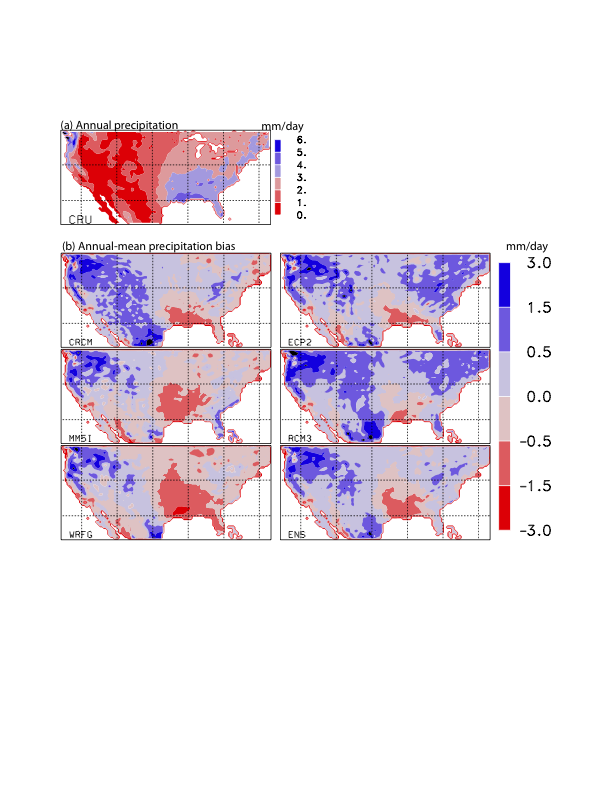 (a) Annual precipitation
mm/day
6.
5.
4.
3.
2.
1.
0.
CRU
(b) Annual-mean precipitation bias
mm/day
3.0
1.5
0.5
0.0
-0.5
-1.5
-3.0
CRCM
ECP2
MM5I
RCM3
WRFG
ENS